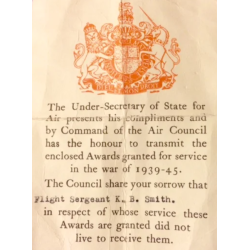 The Under-Secretary of State for
Air presents his compliments and
by Command of the Air Council
has the honour to transmit the
enclosed Awards granted for service
in the war of 1939-45.
The Council share your sorrow that
Flight Sergeant K. B. Smith.
in respect of whose service these
Awards are granted did not
live to receive them.